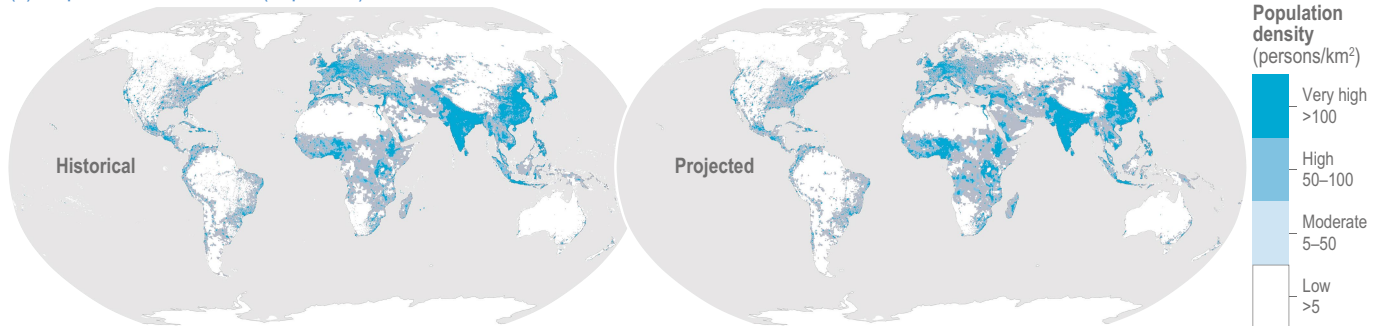 Historical
Projected
Population
density
(persons/km²)
Very high
>100
High
50–100
Moderate
5–50
Low
>5